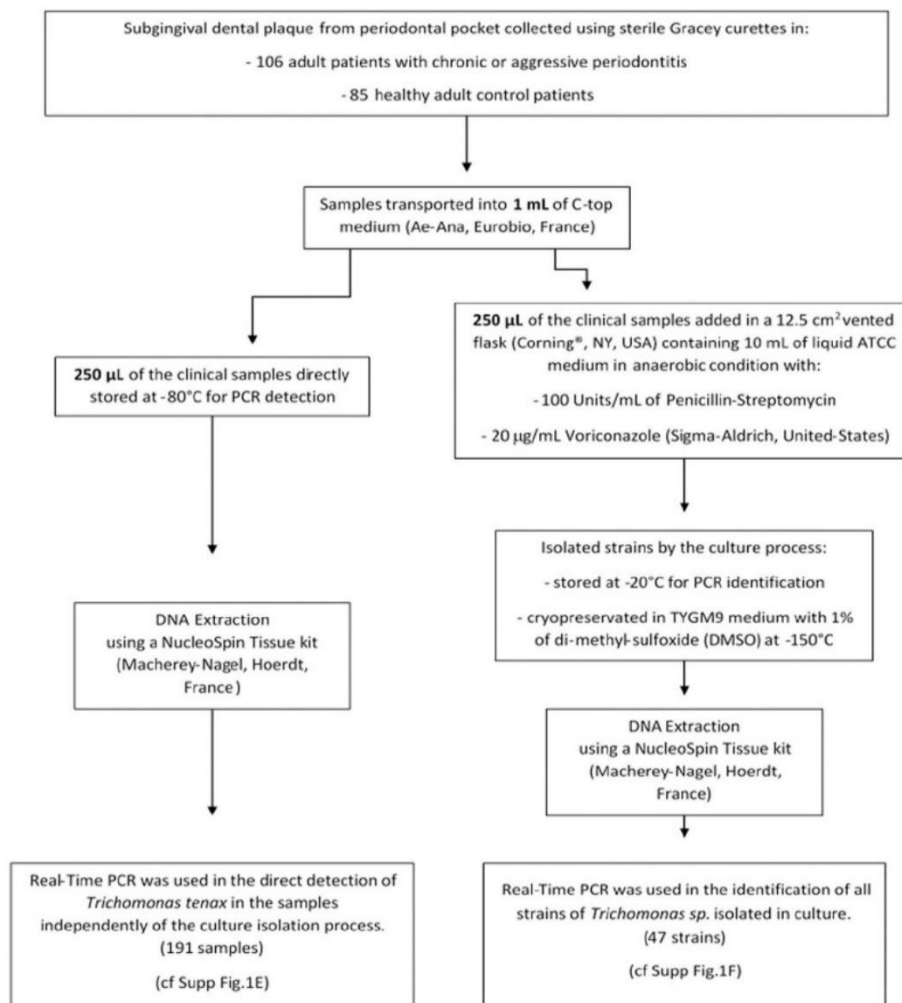 Subgingival dental plaque from periodontal pocket collected using sterile Gracey curettes in:
- 106 adult patients with chronic or aggressive periodontitis
- 85 healthy adult control patients
Samples transported into 1 mL of C-top
medium (Ae-Ana, Eurobio, France)
250 µL of the clinical samples directly
stored at -80°C for PCR detection
250 µL of the clinical samples added in a 12.5 cm² vented
flask (Corning®, NY, USA) containing 10 mL of liquid ATCC
medium in anaerobic condition with:
- 100 Units/mL of Penicillin-Streptomycin
- 20 µg/mL Voriconazole (Sigma-Aldrich, United-States)
Isolated strains by the culture process:
- stored at -20°C for PCR identification
- cryopreservated in TYGM9 medium with 1%
of di-methyl-sulfoxide (DMSO) at -150°C
DNA Extraction
using a NucleoSpin Tissue kit
(Macherey-Nagel, Hoerdt,
France)
DNA Extraction
using a NucleoSpin Tissue kit
(Macherey-Nagel, Hoerdt,
France)
Real-Time PCR was used in the direct detection of
Trichomonas tenax in the samples
independently of the culture isolation process.
(191 samples)
(cf Supp Fig.1E)
Real-Time PCR was used in the identification of all
strains of Trichomonas sp. isolated in culture.
(47 strains)
(cf Supp Fig.1F)